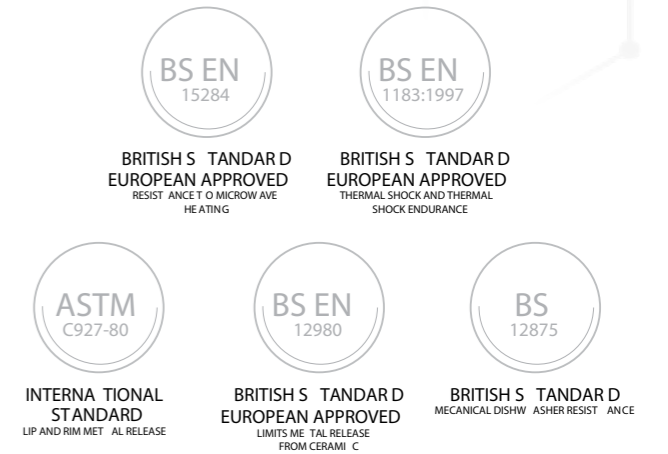 BS EN
15284
BRITISH S TANDAR D
EUROPEAN APPROVED
RESIST ANCE T O MICROW AVE
HE ATING
BS EN
1183:1997
BRITISH S TANDAR D
EUROPEAN APPROVED
THERMAL SHOCK AND THERMAL
SHOCK ENDURANCE
ASTM
C927-80
INTERNA TIONAL
ST ANDARD
LIP AND RIM MET AL RELEASE
BS EN
12980
BRITISH S TANDAR D
EUROPEAN APPROVED
LIMITS ME TAL RELEASE
FROM CERAMI C
BS
12875
BRITISH S TANDAR D
MECANICAL DISHW ASHER RESIST ANCE